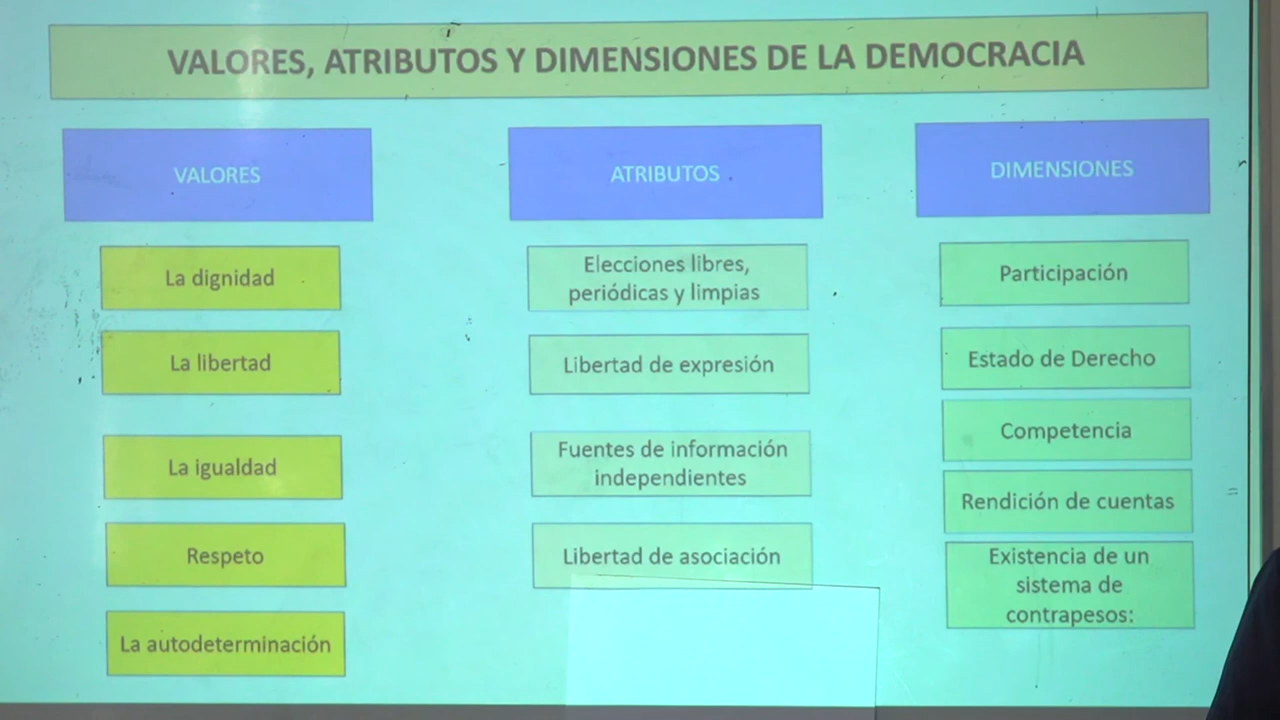 VALORES, ATRIBUTOS Y DIMENSIONES DE LA DEMOCRACIA
VALORES
La dignidad
La libertad
La igualdad
Respeto
La autodeterminación
ATRIBUTOS
Elecciones libres,
periódicas y limpias
Libertad de expresión
Fuentes de información
independientes
Libertad de asociación
DIMENSIONES
Participación
Estado de Derecho
Competencia
Rendición de cuentas
Existencia de un
sistema de
contrapesos: